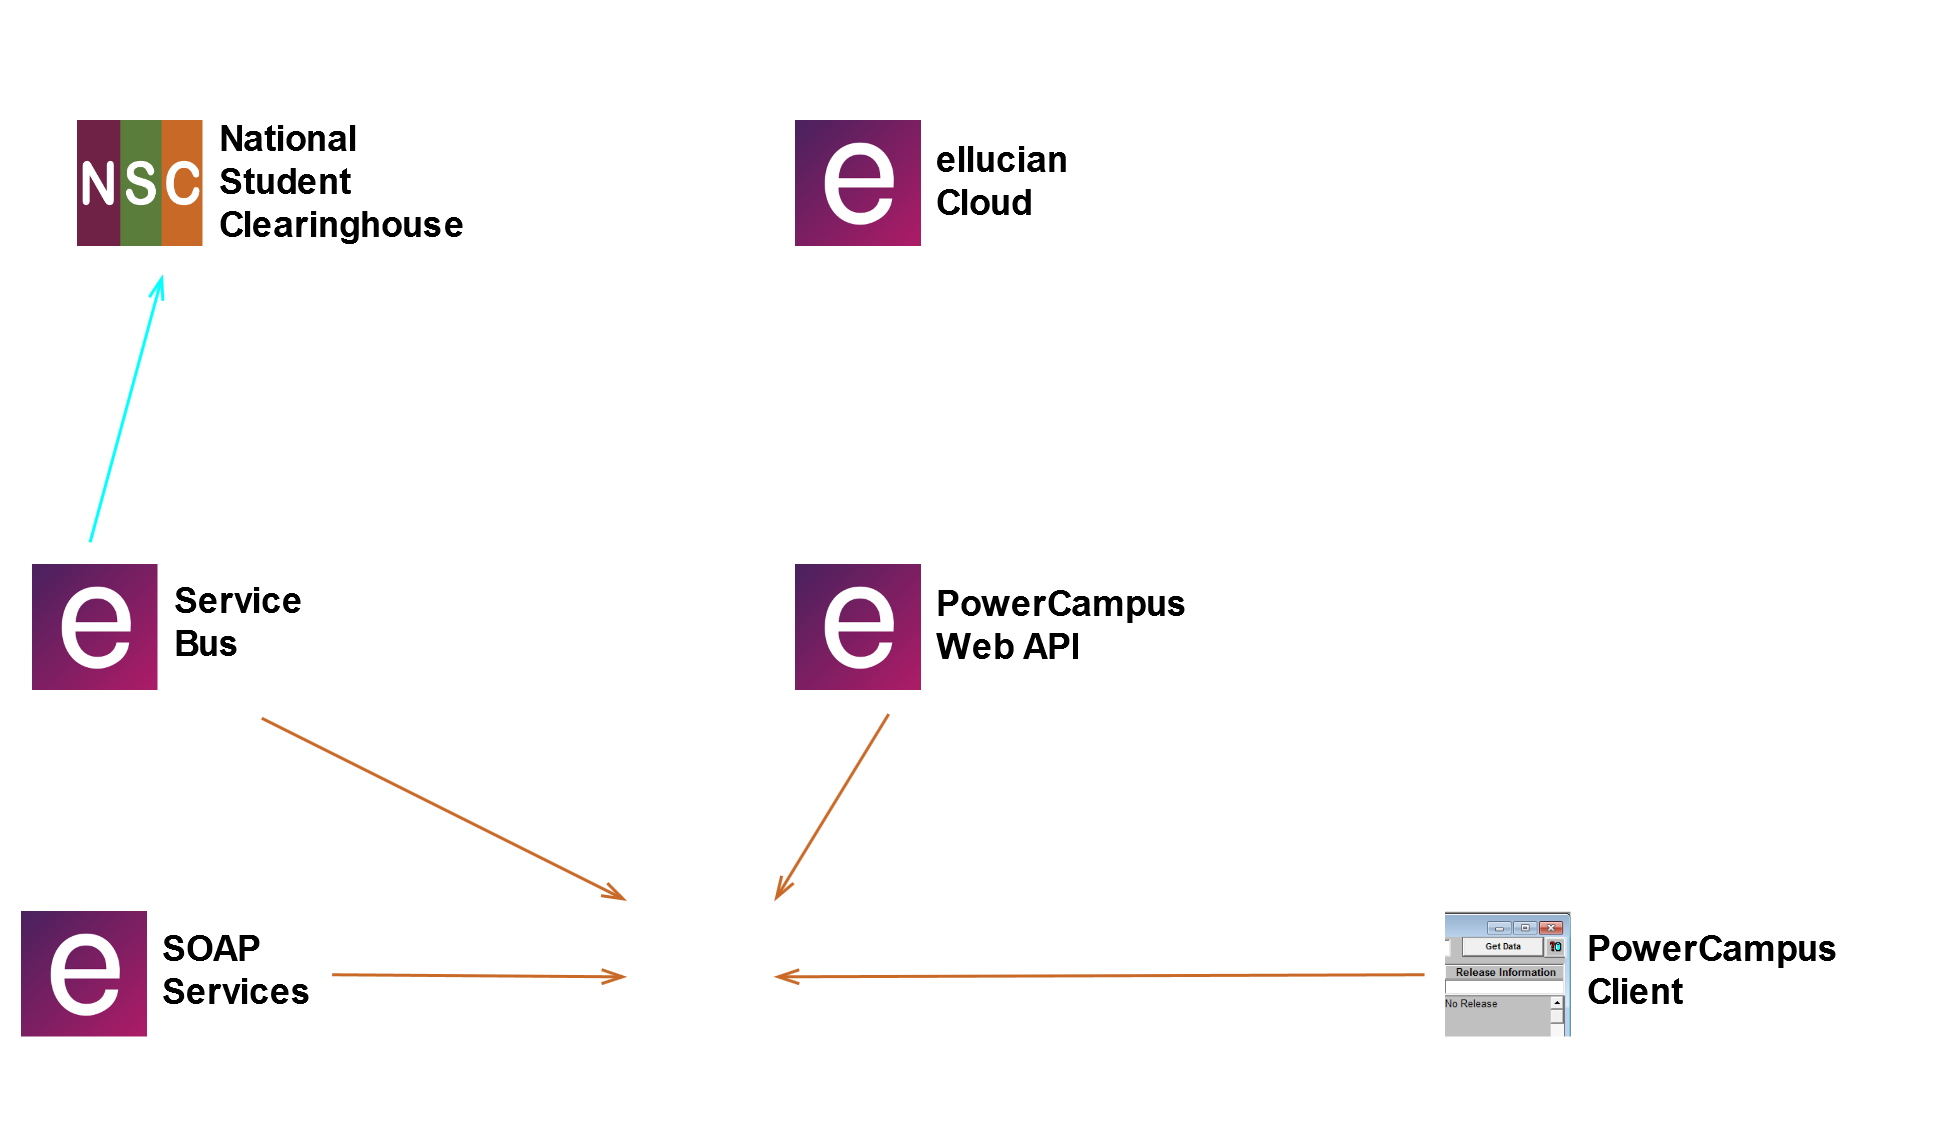 NSC
National
Student
Clearinghouse
e
ellucian
Cloud
e
Service
Bus
e
PowerCampus
Web API
e
SOAP
Services
Get Data
Release Information
No Release
PowerCampus
Client